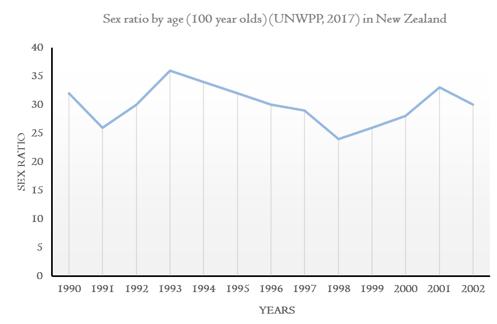 Sex ratio by age (100 year olds) (UNWPP, 2017) in New Zealand
40
35
30
25
20
15
10
5
0
SEX RATIO
1990 1991 1992 1993 1994 1995 1996 1997 1998 1999 2000 2001 2002
YEARS